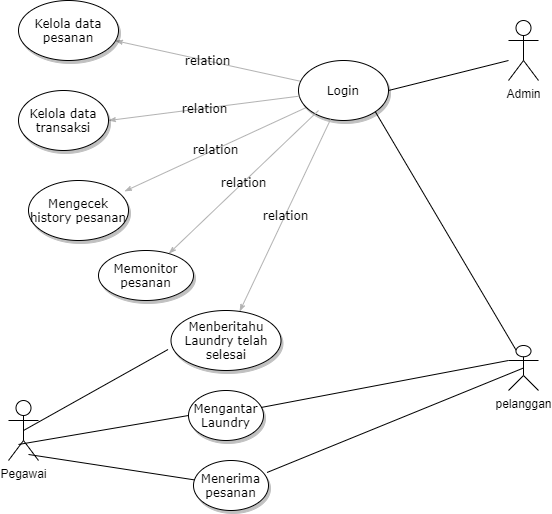 Kelola data
pesanan
relation
Login
Admin
Kelola data
transaksi
relation
relation
Mengecek
history pesanan
relation
relation
Memonitor
pesanan
Menberitahu
Laundry telah
selesai
pelanggan
Mengantar
Laundry
Pegawai
Menerima
pesanan